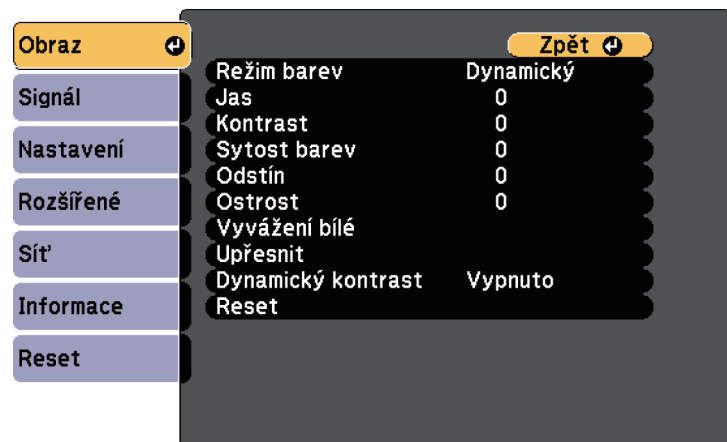 Obraz
Signál
Nastavení
Rozšířené
Síť
Informace
Reset
Zpět
Režim barev Dynamický
Jas 0
Kontrast 0
Sytost barev 0
Odstín 0
Ostrost 0
Vyvážení bílé
Upřesnit
Dynamický kontrast Vypnuto
Reset